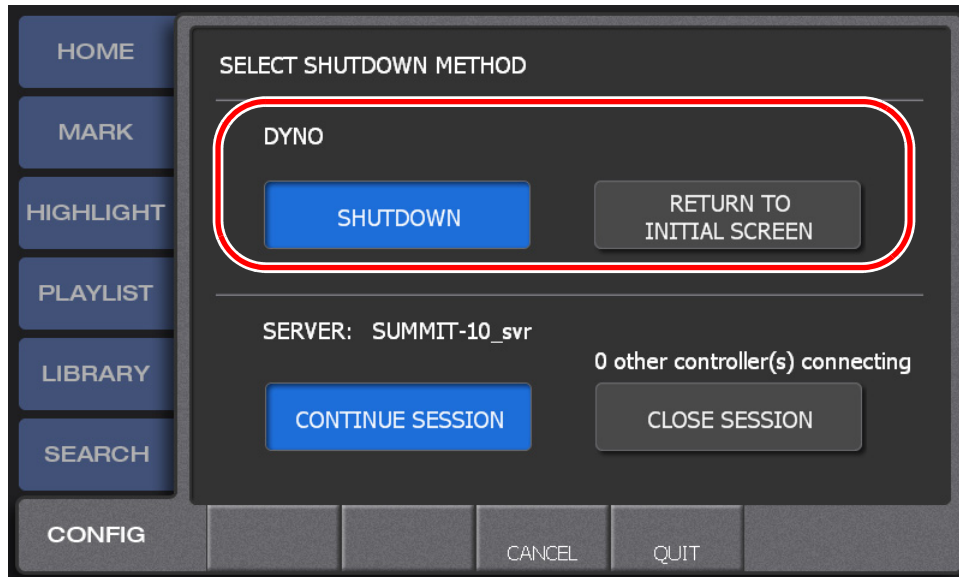 HOME
MARK
HIGHLIGHT
PLAYLIST
LIBRARY
SEARCH
CONFIG
SELECT SHUTDOWN METHOD
DYNO
SHUTDOWN
RETURN TO
INITIAL SCREEN
SERVER: SUMMIT-10_svr
0 other controller(s) connecting
CONTINUE SESSION
CLOSE SESSION
CANCEL
QUIT